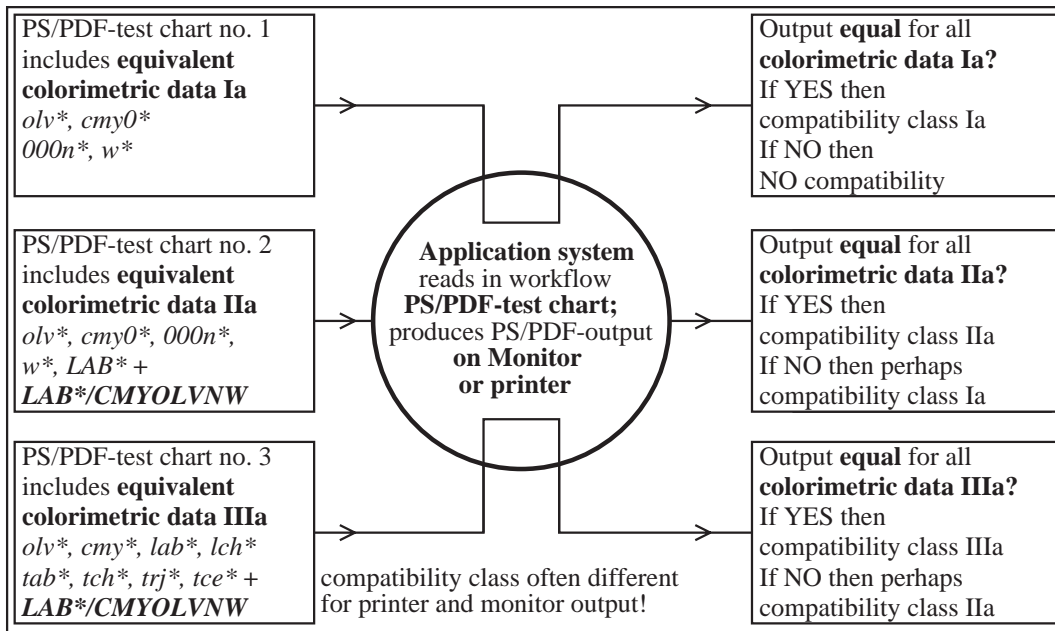 PS/PDF-test chart no. 1
includes equivalent
colorimetric data Ia
olv*, cmy0*
000n*, w*
Output equal for all
colorimetric data Ia?
If YES then
compatibility class Ia
If NO then
NO compatibility
PS/PDF-test chart no. 2
includes equivalent
colorimetric data IIa
olv*, cmy0*, 000n*,
w*, LAB* +
LAB*/CMYOLVNW
Application system
reads in workflow
PS/PDF-test chart;
produces PS/PDF-output
on Monitor
or printer
Output equal for all
colorimetric data IIa?
If YES then
compatibility class IIa
If NO then perhaps
compatibility class Ia
PS/PDF-test chart no. 3
includes equivalent
colorimetric data IIIa
olv*, cmy*, lab*, lch*
tab*, tch*, trj*, tce* +
LAB*/CMYOLVNW
compatibility class often different
for printer and monitor output!
Output equal for all
colorimetric data IIIa?
If YES then
compatibility class IIIa
If NO then perhaps
compatibility class IIa